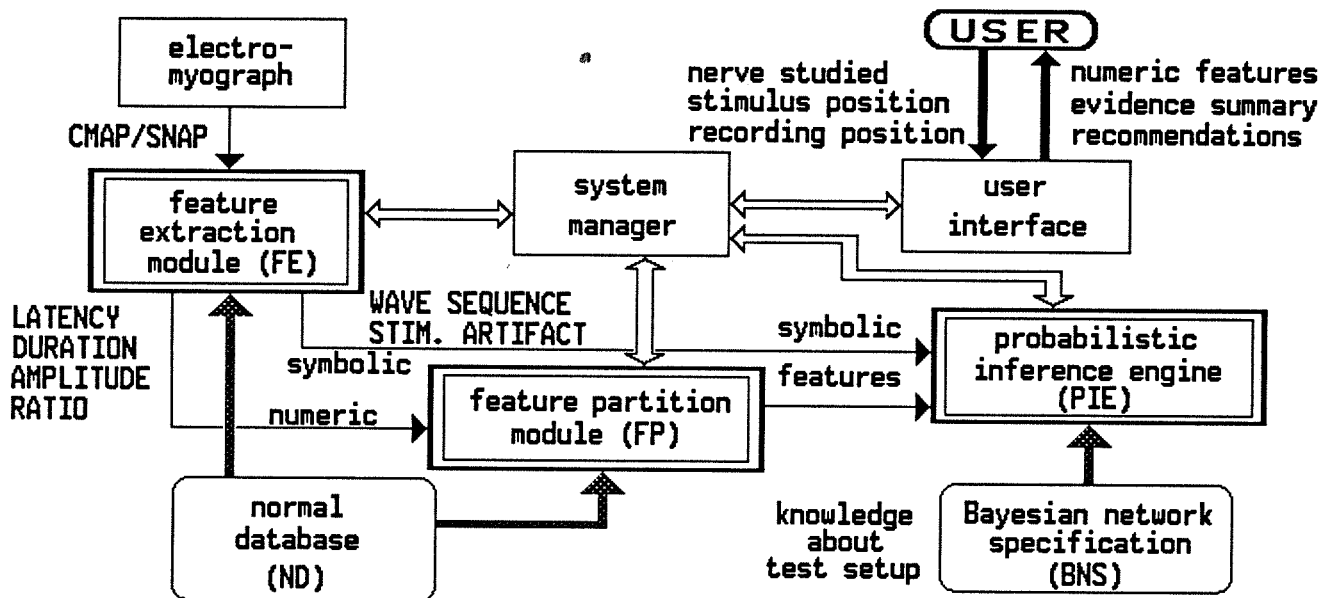 electro-
myograph
CMAP/SNAP
USER
nerve studied
stimulus position
recording position
numeric features
evidence summary
recommendations
feature
extraction
module (FE)
system
manager
user
interface
LATENCY
DURATION
AMPLITUDE
RATIO
WAVE SEQUENCE
STIM. ARTIFACT
symbolic
numeric
symbolic
features
feature partition
module (FP)
probabilistic
inference engine
(PIE)
normal
database
(ND)
knowledge
about
test setup
Bayesian network
specification
(BNS)